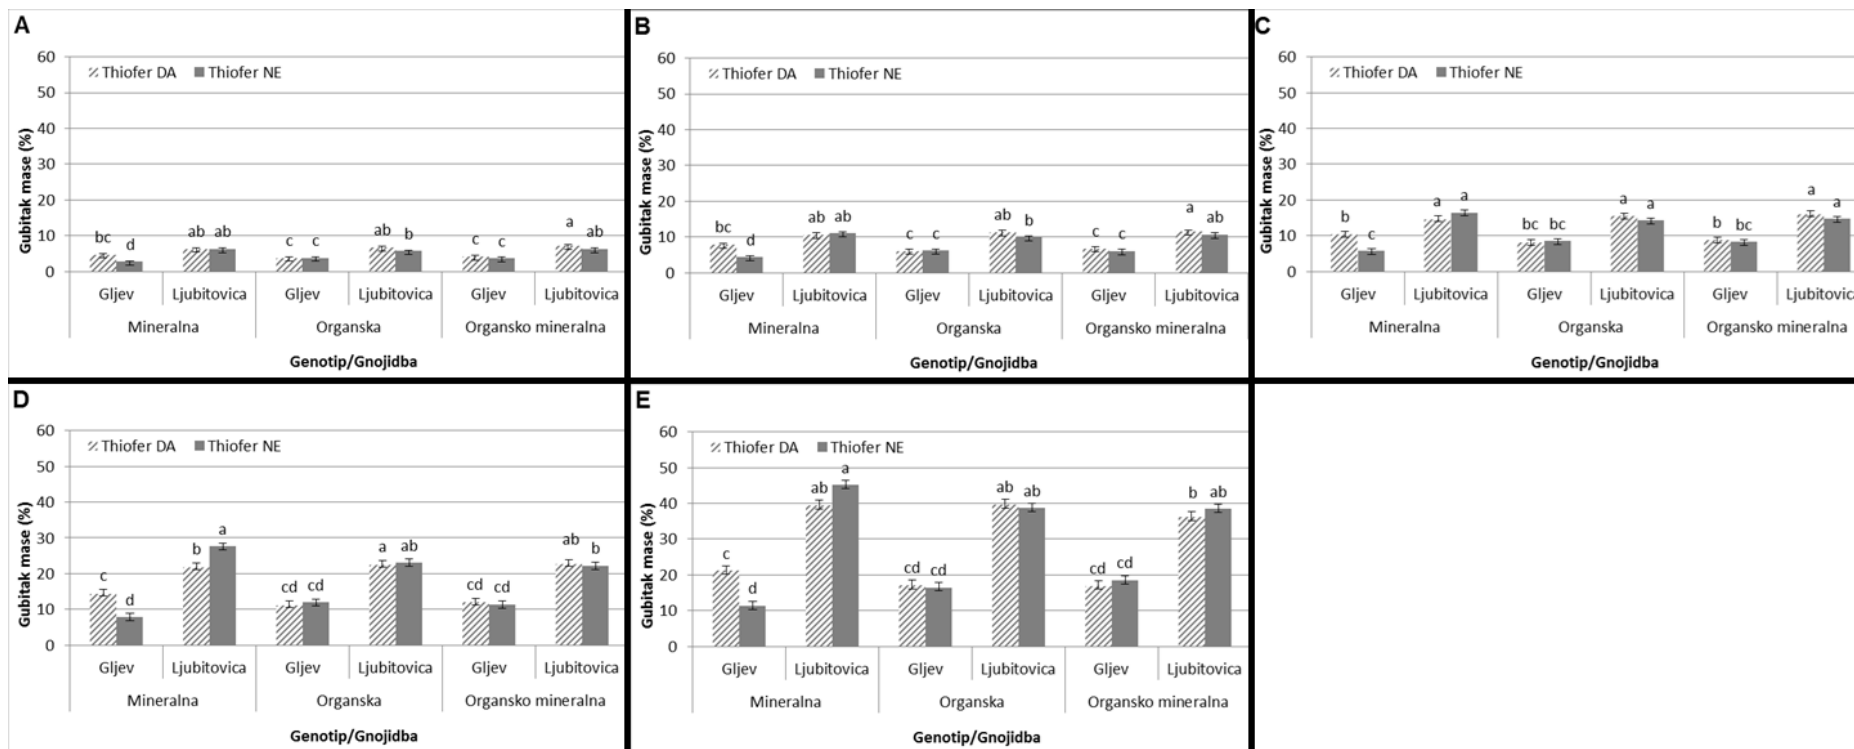 A
60
50
40
30
20
10
0
Gubitak mase (%)
Thiofer DA Thiofer NE
bc d ab ab c c ab b c c a ab
Gljev Ljubitovica Gljev Ljubitovica Gljev Ljubitovica
Mineralna Organska Organsko mineralna
Genotip/Gnojidba
B
60
50
40
30
20
10
0
Gubitak mase (%)
Thiofer DA Thiofer NE
bc d ab ab c c ab b c c a ab
Gljev Ljubitovica Gljev Ljubitovica Gljev Ljubitovica
Mineralna Organska Organsko mineralna
Genotip/Gnojidba
C
60
50
40
30
20
10
0
Gubitak mase (%)
Thiofer DA Thiofer NE
b c a a bc bc a a b bc a a
Gljev Ljubitovica Gljev Ljubitovica Gljev Ljubitovica
Mineralna Organska Organsko mineralna
Genotip/Gnojidba
D
60
50
40
30
20
10
0
Gubitak mase (%)
Thiofer DA Thiofer NE
c d b a cd cd a ab cd cd ab b
Gljev Ljubitovica Gljev Ljubitovica Gljev Ljubitovica
Mineralna Organska Organsko mineralna
Genotip/Gnojidba
E
60
50
40
30
20
10
0
Gubitak mase (%)
Thiofer DA Thiofer NE
c d ab a cd cd ab ab cd cd b ab
Gljev Ljubitovica Gljev Ljubitovica Gljev Ljubitovica
Mineralna Organska Organsko mineralna
Genotip/Gnojidba